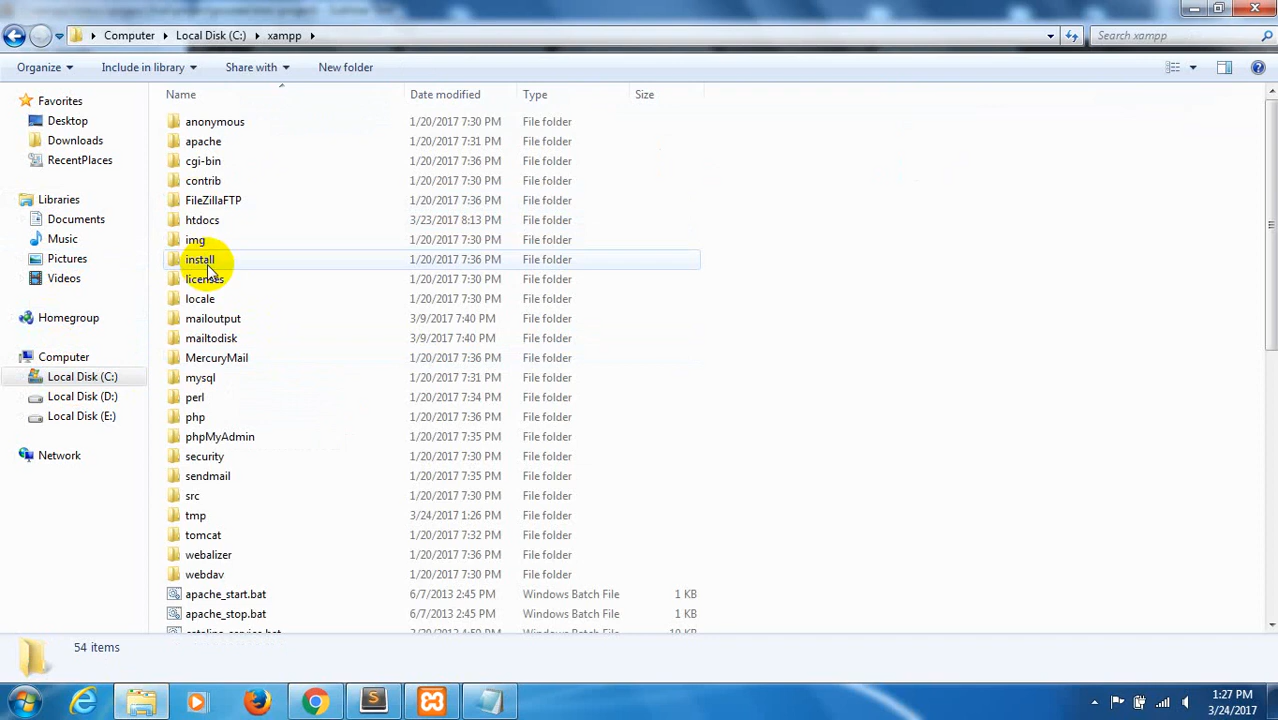 Computer
Local Disk (C:)
xampp
Search xampp
Organize
Include in library
Share with
New folder
Name
Date modified
Type
Size
Favorites
Desktop
Downloads
RecentPlaces
Libraries
Documents
Music
Pictures
Videos
Homegroup
Computer
Local Disk (C:)
Local Disk (D:)
Local Disk (E:)
Network
anonymous 1/20/2017 7:30 PM File folder
apache 1/20/2017 7:31 PM File folder
cgi-bin 1/20/2017 7:36 PM File folder
contrib 1/20/2017 7:30 PM File folder
FileZillaFTP 1/20/2017 7:36 PM File folder
htdocs 3/23/2017 8:13 PM File folder
img 1/20/2017 7:30 PM File folder
install 1/20/2017 7:36 PM File folder
licenses 1/20/2017 7:30 PM File folder
locale 1/20/2017 7:30 PM File folder
mailoutput 3/9/2017 7:40 PM File folder
mailtodisk 3/9/2017 7:40 PM File folder
MercuryMail 1/20/2017 7:36 PM File folder
mysql 1/20/2017 7:31 PM File folder
perl 1/20/2017 7:34 PM File folder
php 1/20/2017 7:36 PM File folder
phpMyAdmin 1/20/2017 7:35 PM File folder
security 1/20/2017 7:30 PM File folder
sendmail 1/20/2017 7:35 PM File folder
src 1/20/2017 7:30 PM File folder
tmp 3/24/2017 1:26 PM File folder
tomcat 1/20/2017 7:32 PM File folder
webalizer 1/20/2017 7:36 PM File folder
webdav 1/20/2017 7:30 PM File folder
apache_start.bat 6/7/2013 2:45 PM Windows Batch File 1 KB
apache_stop.bat 6/7/2013 2:45 PM Windows Batch File 1 KB
54 items
1:27 PM
3/24/2017